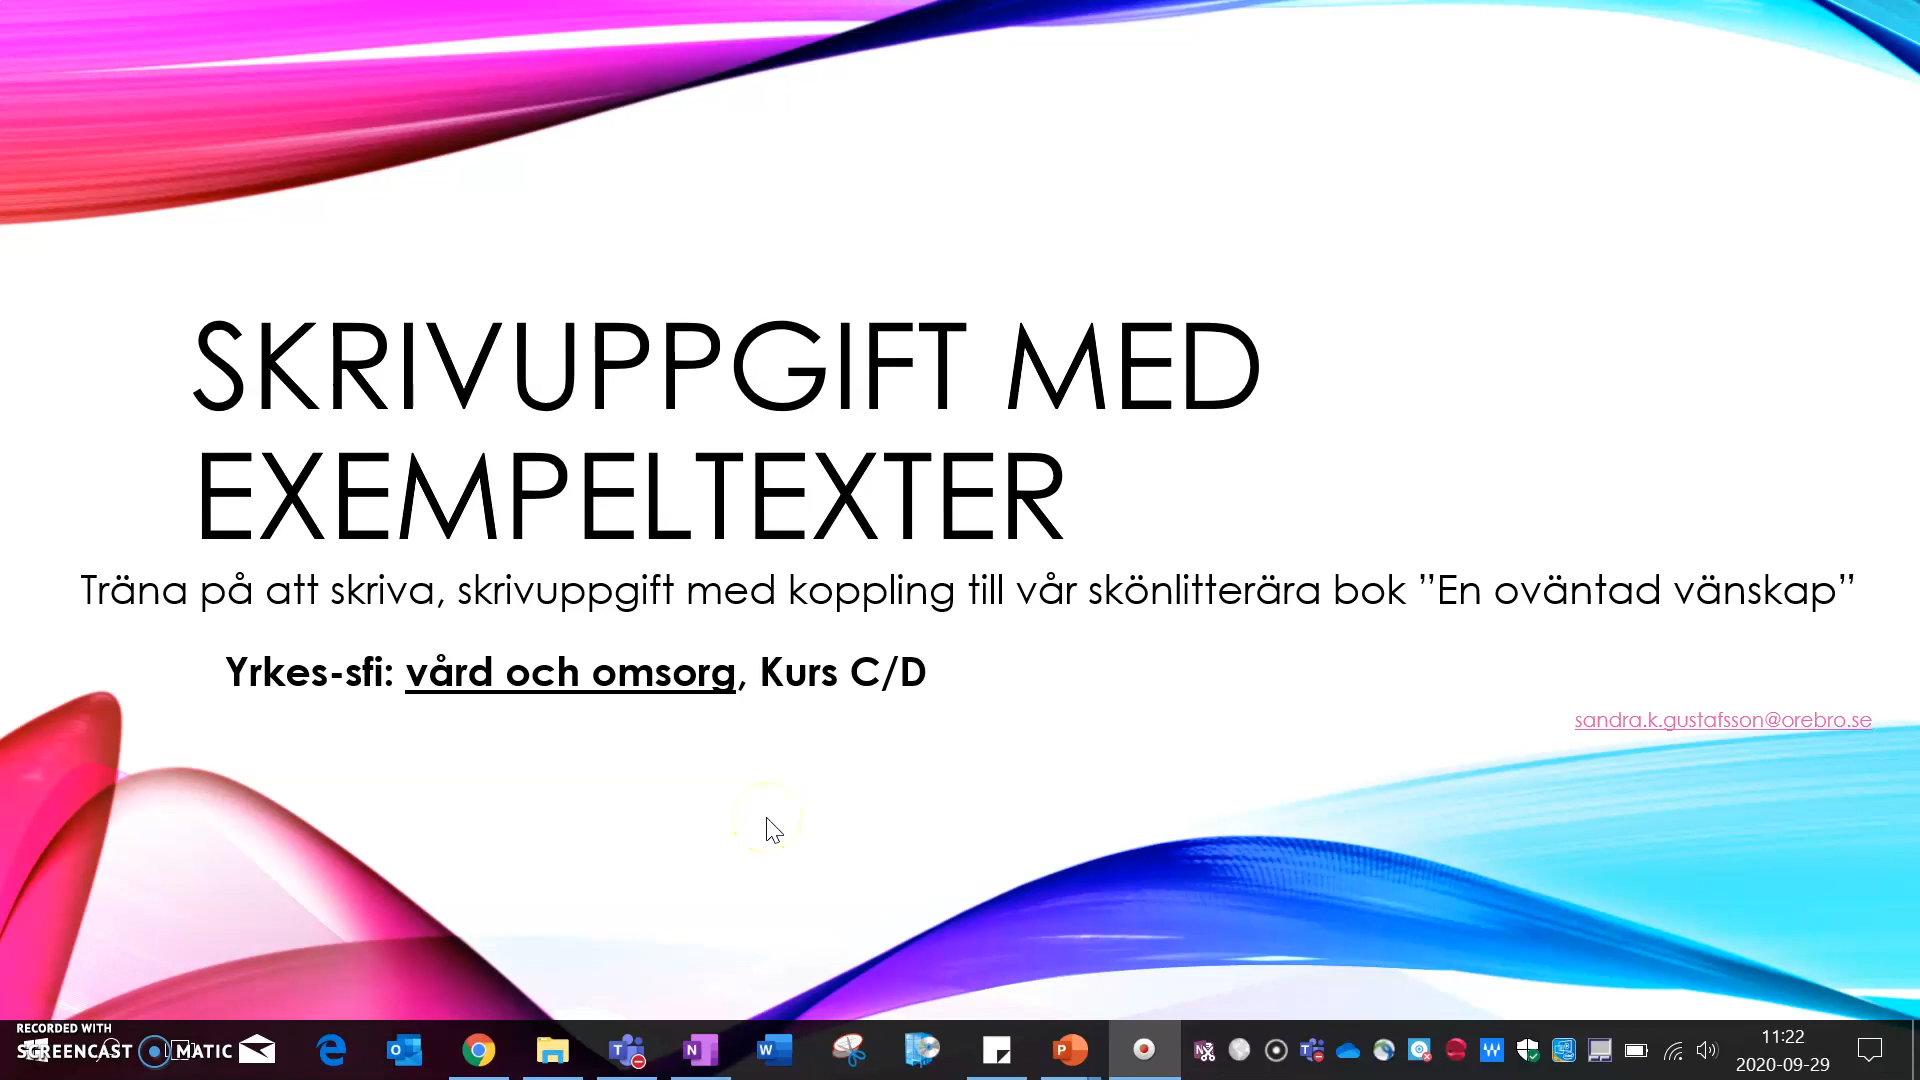 SKRIVUPPGIFT MED
EXEMPELTEXTER
Träna på att skriva, skrivuppgift med koppling till vår skönlitterära bok ”En oväntad vänskap”
Yrkes-sfi: vård och omsorg, Kurs C/D
sandra.k.gustafsson@orebro.se
RECORDED WITH
SCREENCAST MATIC
11:22
2020-09-29